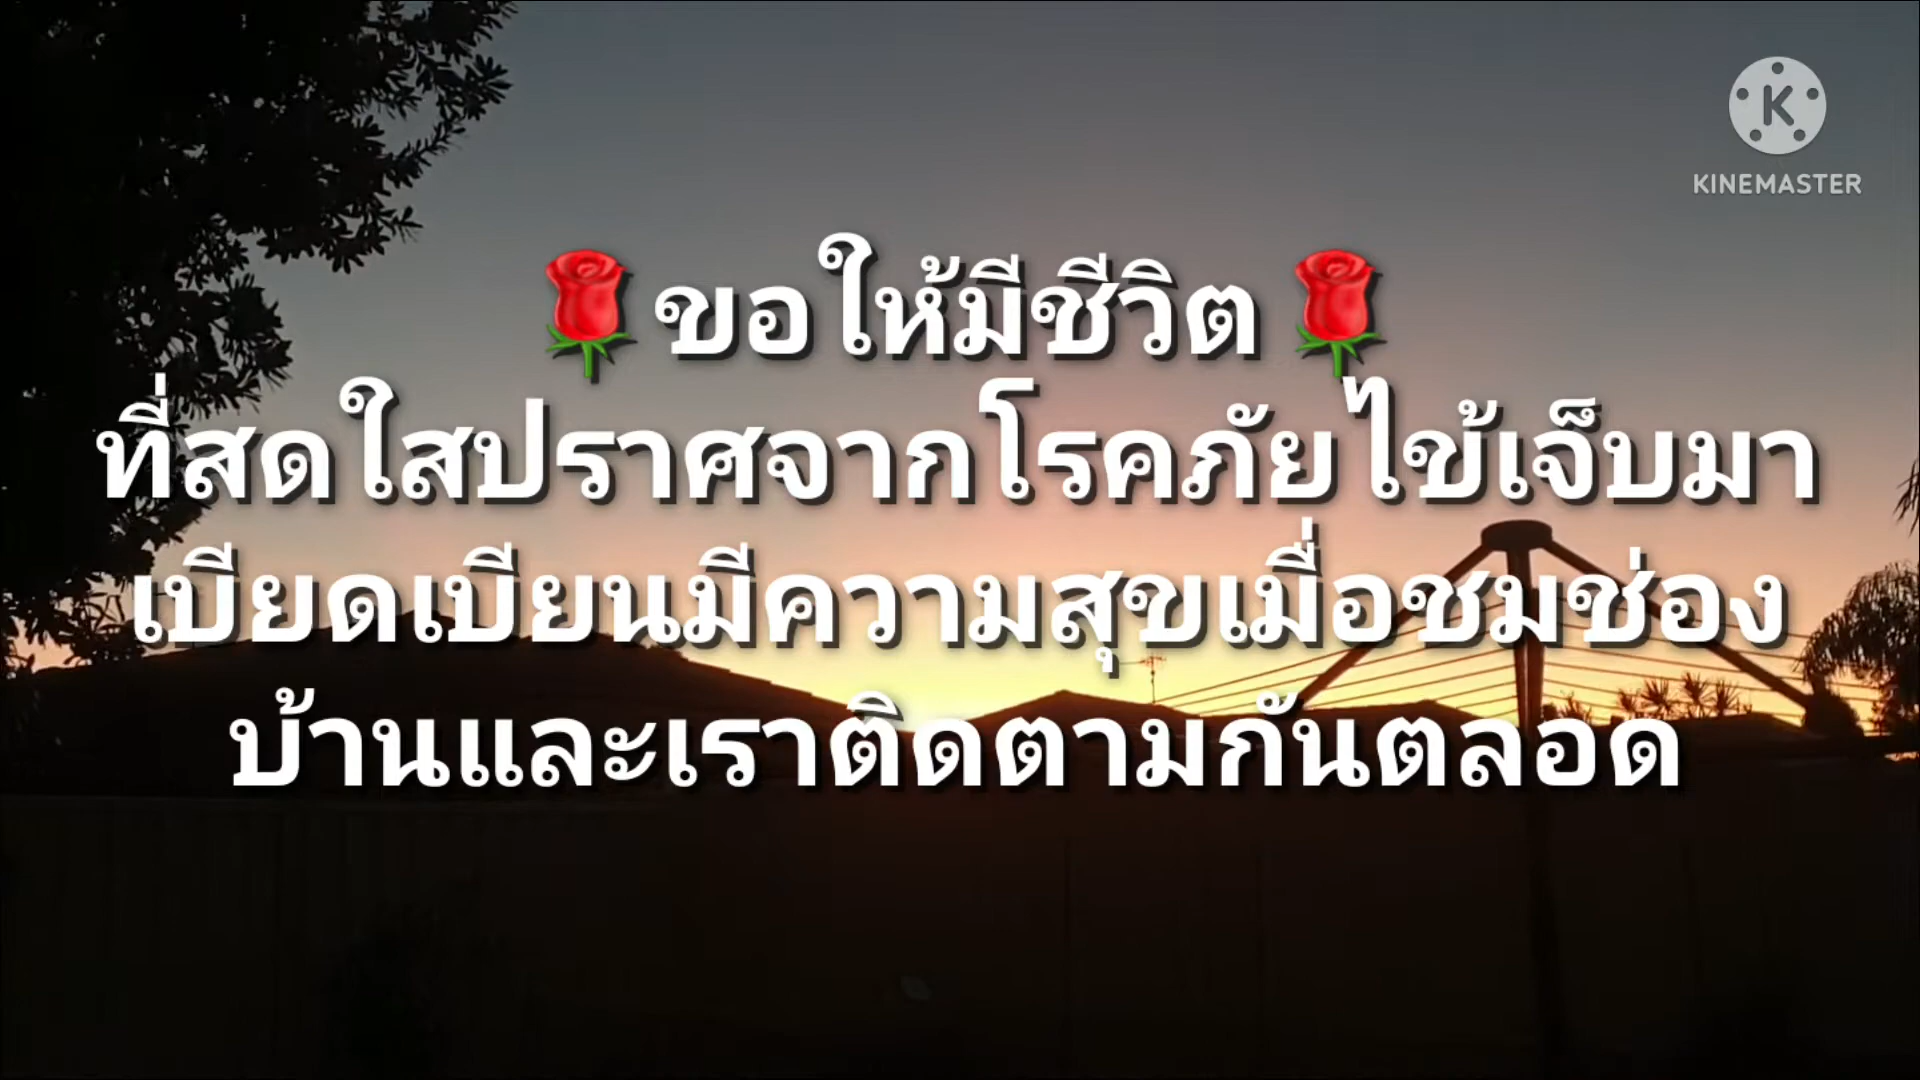 KINEMASTER
🌹ขอให้มีชีวิต🌹
ที่สดใสปราศจากโรคภัยไข้เจ็บมา
เบียดเบียนมีความสุขเมื่อชมช่อง
บ้านและเราติดตามกันตลอด